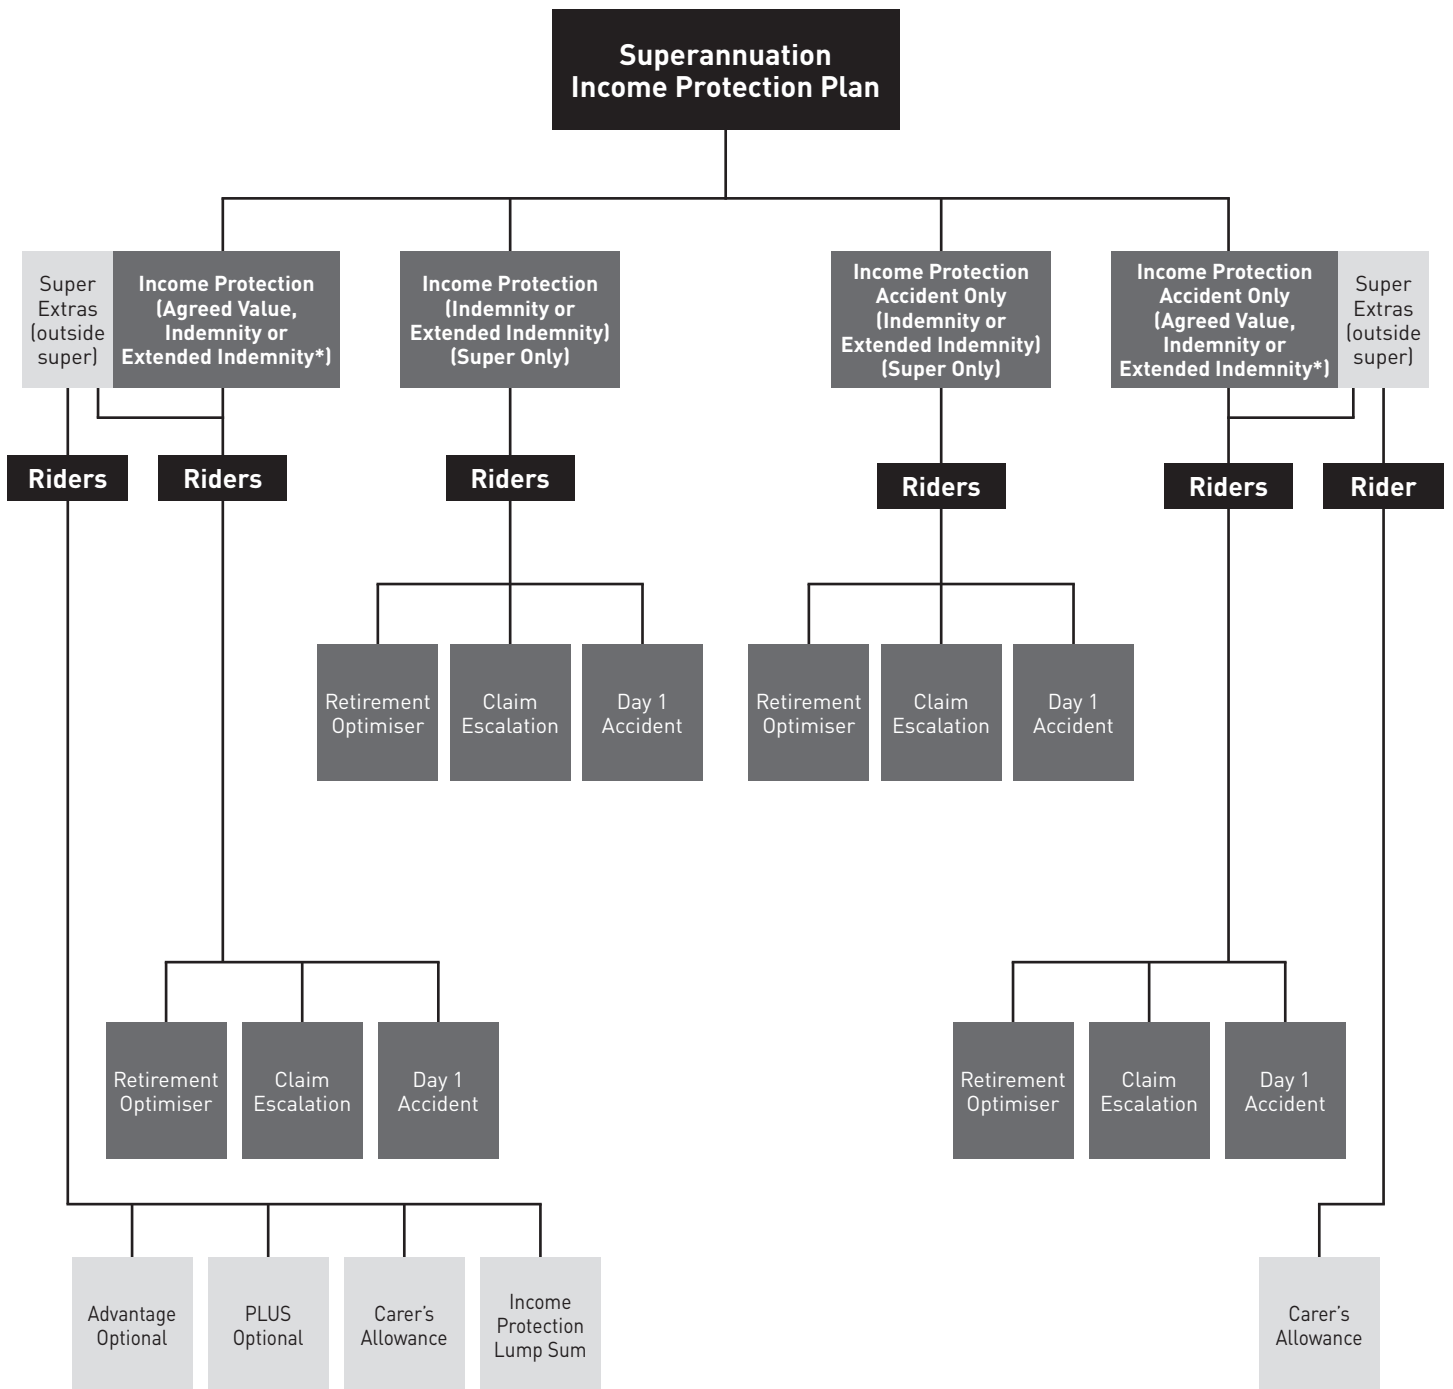 Superannuation
Income Protection Plan
Super
Extras
(outside
super)
Income Protection
(Agreed Value,
Indemnity or
Extended Indemnity*)
Income Protection
(Indemnity or
Extended Indemnity)
(Super Only)
Income Protection
Accident Only
(Indemnity or
Extended Indemnity)
(Super Only)
Income Protection
Accident Only
(Agreed Value,
Indemnity or
Extended Indemnity*)
Super
Extras
(outside
super)
Riders
Riders
Riders
Riders
Riders
Rider
Retirement
Optimiser
Claim
Escalation
Day 1
Accident
Retirement
Optimiser
Claim
Escalation
Day 1
Accident
Retirement
Optimiser
Claim
Escalation
Day 1
Accident
Retirement
Optimiser
Claim
Escalation
Day 1
Accident
Advantage
Optional
PLUS
Optional
Carer's
Allowance
Income
Protection
Lump Sum
Carer's
Allowance